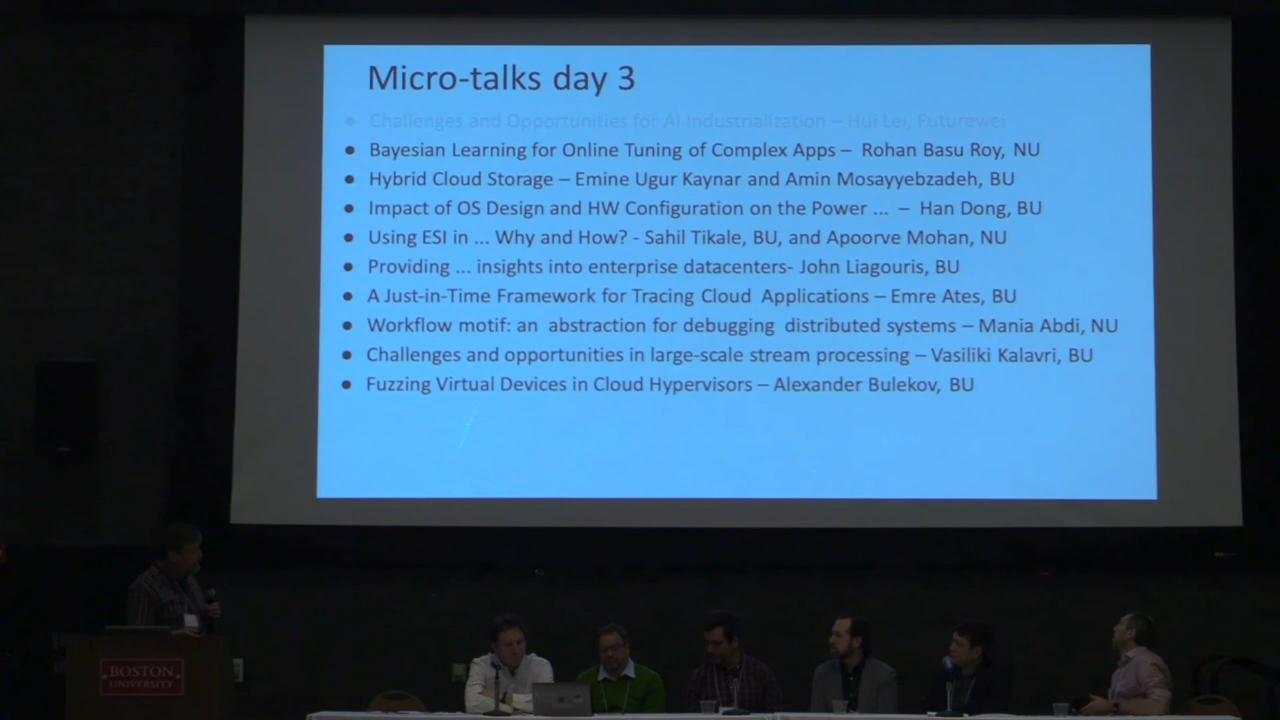 Micro-talks day 3
• Challenges and Opportunities for AI Industrialization – Hui Lei, Futurewei
• Bayesian Learning for Online Tuning of Complex Apps – Rohan Basu Roy, NU
• Hybrid Cloud Storage – Emine Ugur Kaynar and Amin Mosayyebzadeh, BU
• Impact of OS Design and HW Configuration on the Power ... – Han Dong, BU
• Using ESI in ... Why and How? - Sahil Tikale, BU, and Apoorve Mohan, NU
• Providing ... insights into enterprise datacenters- John Liagouris, BU
• A Just-in-Time Framework for Tracing Cloud Applications – Emre Ates, BU
• Workflow motif: an abstraction for debugging distributed systems – Mania Abdi, NU
• Challenges and opportunities in large-scale stream processing – Vasiliki Kalavri, BU
• Fuzzing Virtual Devices in Cloud Hypervisors – Alexander Bulekov, BU
BOSTON
UNIVERSITY